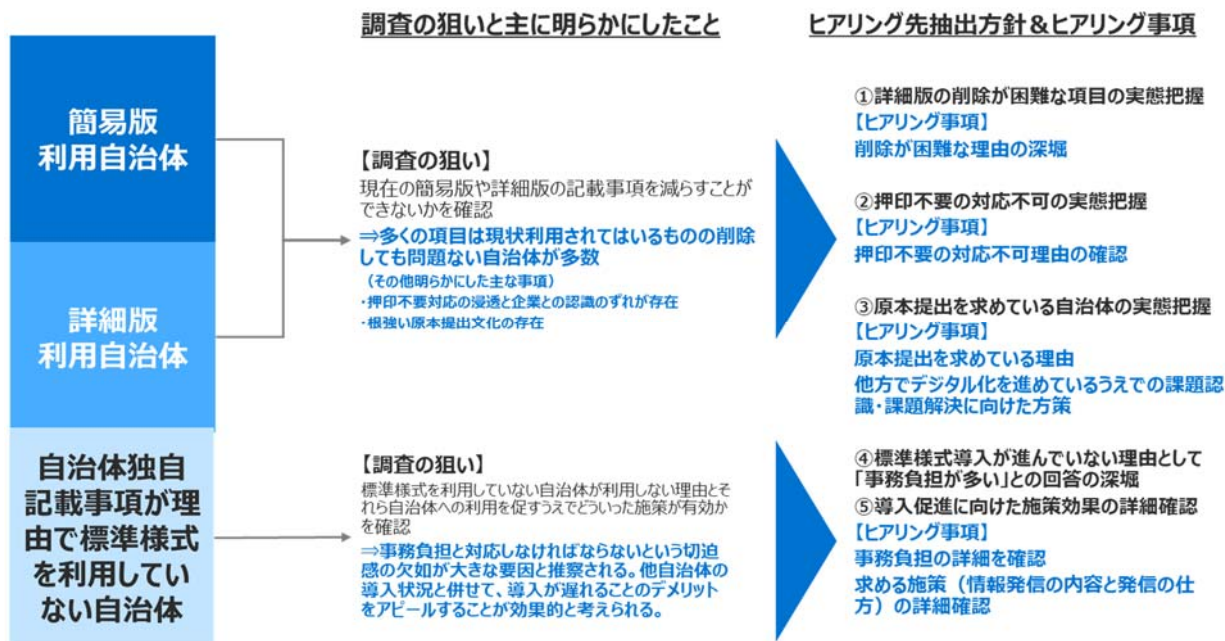 調査の狙いと主に明らかにしたこと
ヒアリング先抽出方針&ヒアリング事項
簡易版
利用自治体
詳細版
利用自治体
自治体独自
記載事項が理
由で標準様式
を利用してい
ない自治体
【調査の狙い】
現在の簡易版や詳細版の記載事項を減らすことが
できないかを確認
⇒多くの項目は現状利用されてはいるものの削除
しても問題ない自治体が多数
(その他明らかにした主な事項)
・押印不要対応の浸透と企業との認識のずれが存在
・根強い原本提出文化の存在
【調査の狙い】
標準様式を利用していない自治体が利用しない理由とそ
れら自治体への利用を促すうえでどういった施策が有効か
を確認
⇒事務負担と対応しなければならないという切迫
感の欠如が大きな要因と推察される。他自治体の
導入状況と併せて、導入が遅れることのデメリット
をアピールすることが効果的と考えられる。
①詳細版の削除が困難な項目の実態把握
【ヒアリング事項】
削除が困難な理由の深堀
②押印不要の対応不可の実態把握
【ヒアリング事項】
押印不要の対応不可理由の確認
③原本提出を求めている自治体の実態把握
【ヒアリング事項】
原本提出を求めている理由
他方でデジタル化を進めているうえでの課題認
識・課題解決に向けた方策
④標準様式導入が進んでいない理由として
「事務負担が多い」との回答の深堀
⑤導入促進に向けた施策効果の詳細確認
【ヒアリング事項】
事務負担の詳細を確認
求める施策(情報発信の内容と発信の仕
方)の詳細確認